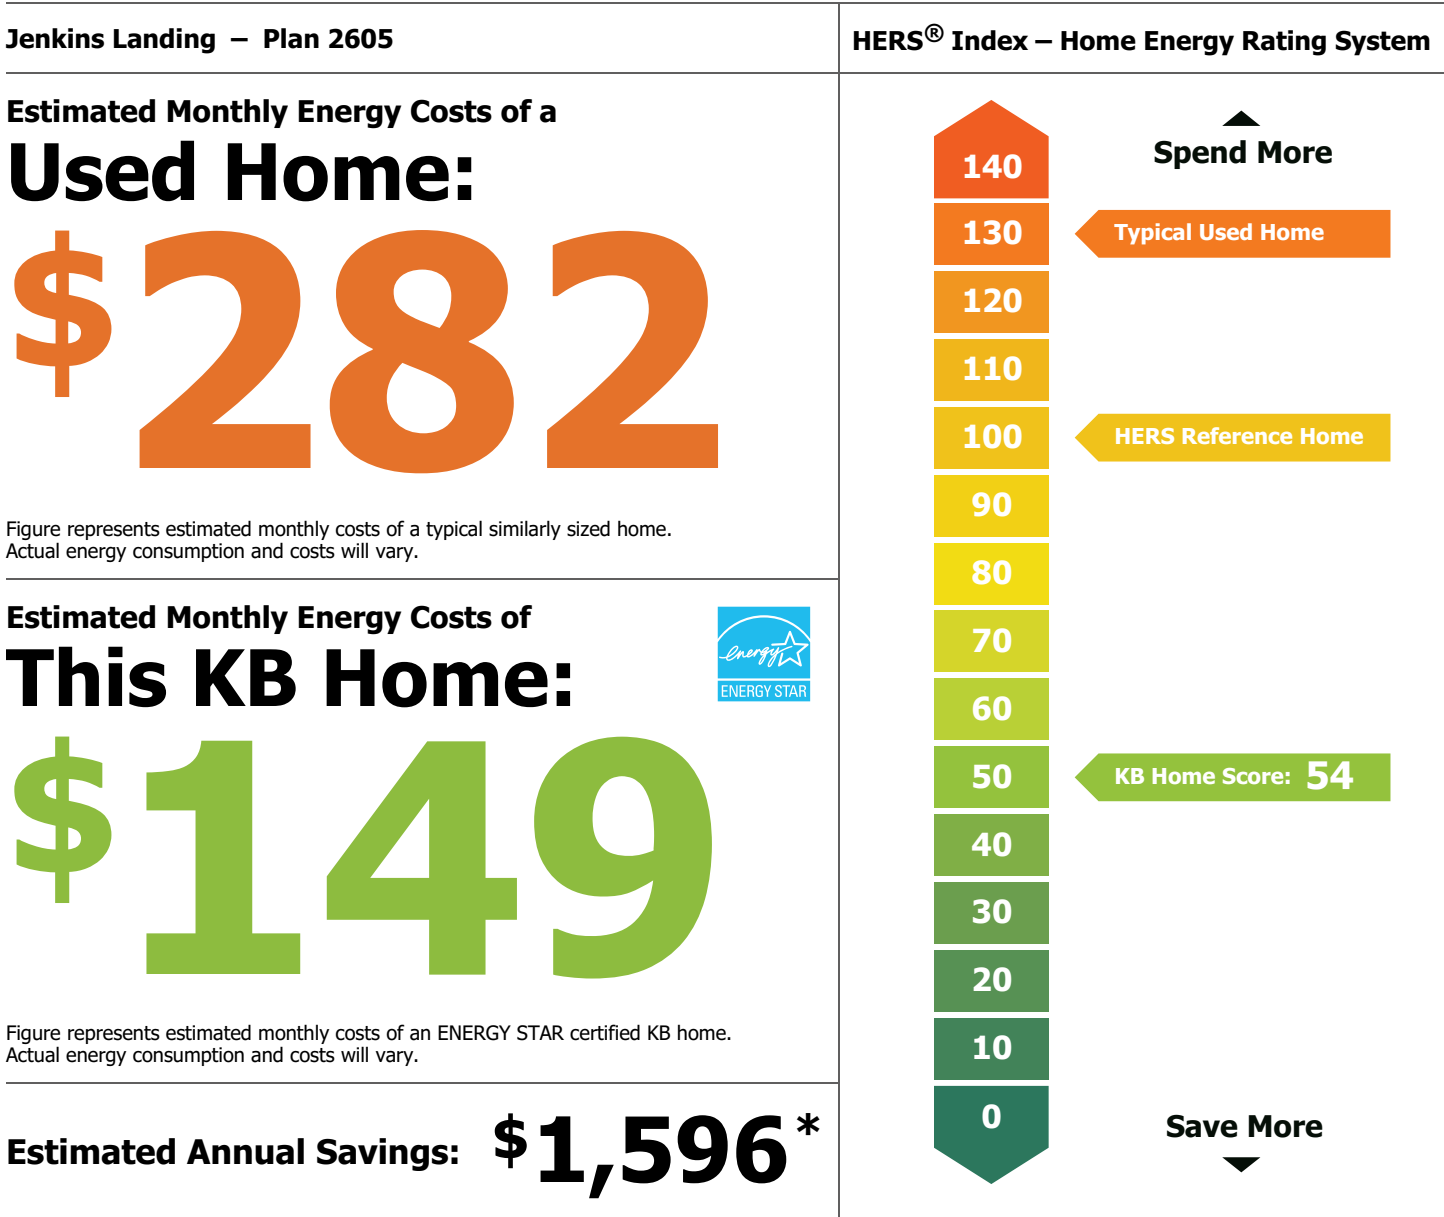 Jenkins Landing – Plan 2605
Estimated Monthly Energy Costs of a
Used Home:
$282
Figure represents estimated monthly costs of a typical similarly sized home.
Actual energy consumption and costs will vary.
Estimated Monthly Energy Costs of
This KB Home:
energy
ENERGY STAR
$149
Figure represents estimated monthly costs of an ENERGY STAR certified KB home.
Actual energy consumption and costs will vary.
Estimated Annual Savings: $1,596*
HERS® Index – Home Energy Rating System
Spend More
140
130 Typical Used Home
120
110
100 HERS Reference Home
90
80
70
60
50 KB Home Score: 54
40
30
20
10
0
Save More